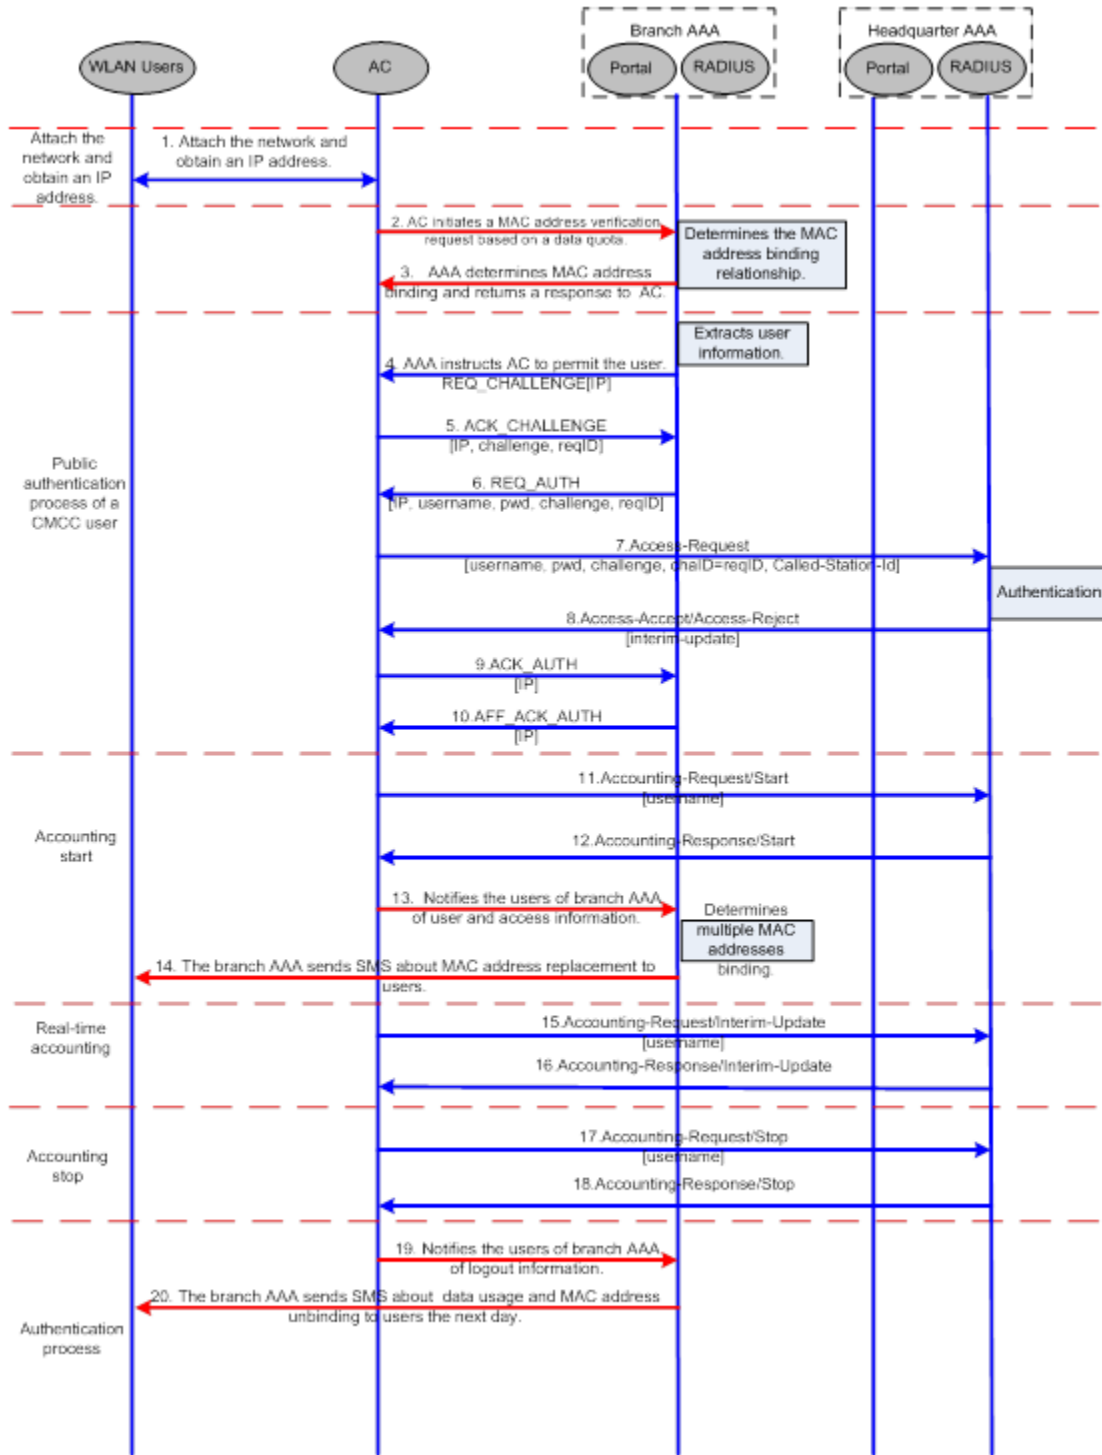 Branch AAA
Headquarter AAA
WLAN Users
AC
Portal
RADIUS
Portal
RADIUS
Attach the
network and
obtain an IP
address.
1. Attach the network and
obtain an IP address.
2. AC initiates a MAC address verification
request based on a data quota.
Determines the MAC
address binding
relationship.
3. AAA determines MAC address
binding and returns a response to AC.
Extracts user
information.
4. AAA instructs AC to permit the user.
REQ_CHALLENGE[IP]
5. ACK_CHALLENGE
[IP, challenge, reqID]
Public
authentication
process of a
CMCC user
6. REQ_AUTH
[IP, username, pwd, challenge, reqID]
7.Access-Request
[username, pwd, challenge, chaID=reqID, Called-Station-Id]
Authentication
8.Access-Accept/Access-Reject
[interim-update]
9.ACK_AUTH
[IP]
10.AFF_ACK_AUTH
[IP]
11.Accounting-Request/Start
[username]
Accounting
start
12.Accounting-Response/Start
13. Notifies the users of branch AAA
of user and access information.
Determines
multiple MAC
addresses
binding.
14. The branch AAA sends SMS about MAC address replacement to
users.
Real-time
accounting
15.Accounting-Request/Interim-Update
[username]
16.Accounting-Response/Interim-Update
Accounting
stop
17.Accounting-Request/Stop
[username]
18.Accounting-Response/Stop
19. Notifies the users of branch AAA
of logout information.
20. The branch AAA sends SMS about data usage and MAC address
unbinding to users the next day.
Authentication
process